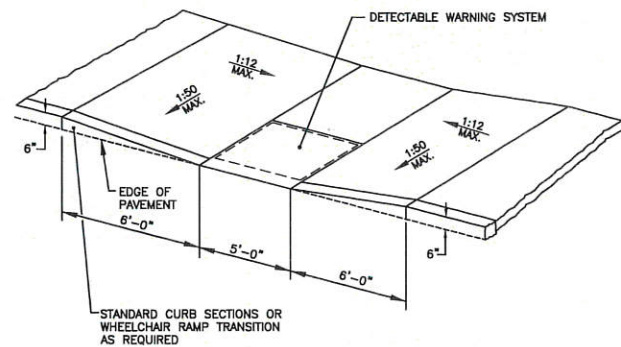 DETECTABLE WARNING SYSTEM
1:12
MAX.
1:50
MAX.
1:12
MAX.
1:50
MAX.
6"
EDGE OF
PAVEMENT
6'-0"
5'-0"
6'-0"
6"
STANDARD CURB SECTIONS OR
WHEELCHAIR RAMP TRANSITION
AS REQUIRED